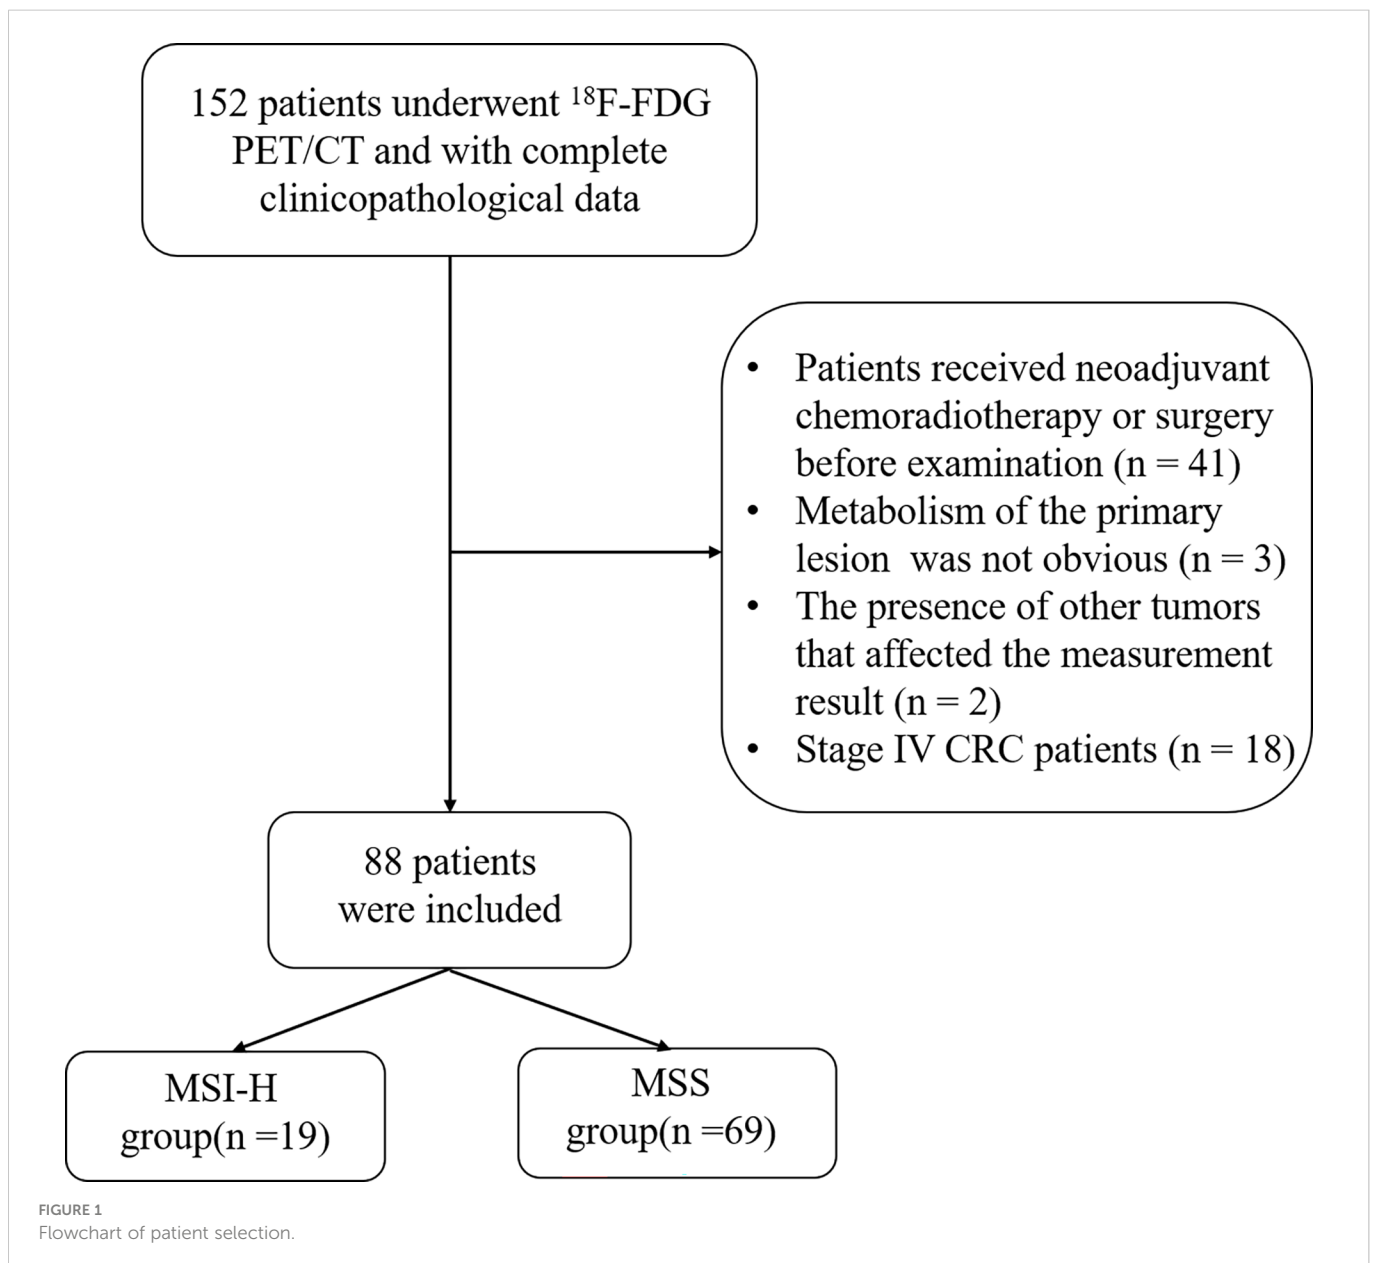 152 patients underwent ¹⁸F-FDG
PET/CT and with complete
clinicopathological data
• Patients received neoadjuvant
chemoradiotherapy or surgery
before examination (n = 41)
• Metabolism of the primary
lesion  was not obvious (n = 3)
• The presence of other tumors
that affected the measurement
result (n = 2)
• Stage IV CRC patients (n = 18)
88 patients
were included
MSI-H
group(n =19)
MSS
group(n =69)
FIGURE 1
Flowchart of patient selection.